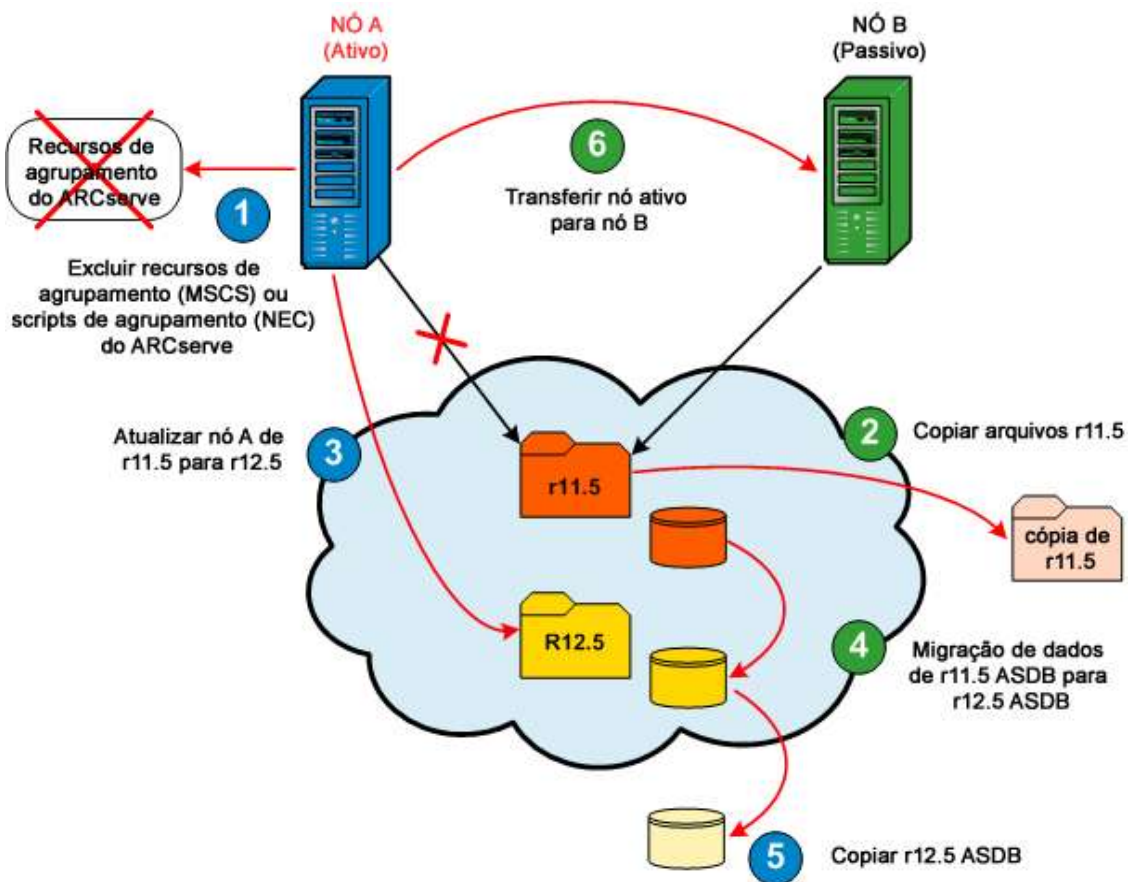 NÓ A
(Ativo)
NÓ B
(Passivo)
Recursos de
agrupamento
do ARCserve
1
Excluir recursos de
agrupamento (MSCS) ou
scripts de agrupamento (NEC)
do ARCserve
6
Transferir nó ativo
para nó B
Atualizar nó A de
r11.5 para r12.5
3
2
Copiar arquivos r11.5
r11.5
cópia de
r11.5
R12.5
4
Migração de dados
de r11.5 ASDB para
r12.5 ASDB
5
Copiar r12.5 ASDB